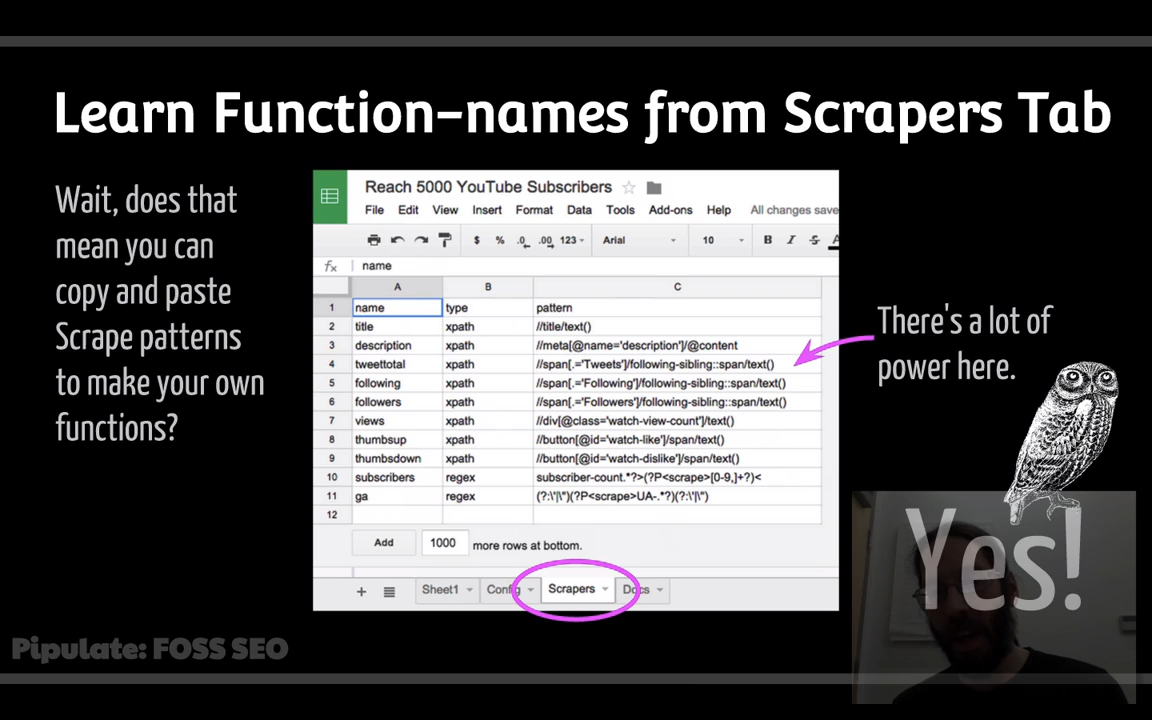 Learn Function-names from Scrapers Tab
Wait, does that
mean you can
copy and paste
Scrape patterns
to make your own
functions?
Reach 5000 YouTube Subscribers
File Edit View Insert Format Data Tools Add-ons Help All changes save
$ % .0 .00 123 Arial 10 B I S A
fx name
A B C
1 name type pattern
2 title xpath //title/text()
3 description xpath //meta[@name='description']/@content
4 tweettotal xpath //span[.='Tweets']/following-sibling::span/text()
5 following xpath //span[.='Following']/following-sibling::span/text()
6 followers xpath //span[.='Followers']/following-sibling::span/text()
7 views xpath //div[@class='watch-view-count']/text()
8 thumbsup xpath //button[@id='watch-like']/span/text()
9 thumbsdown xpath //button[@id='watch-dislike']/span/text()
10 subscribers regex subscriber-count.*?>(?P<scrape>[0-9,]+?)<
11 ga regex (?:\'|\")(?P<scrape>UA-.*?)(?:\'|\")
12
Add 1000 more rows at bottom.
+ Sheet1 Config Scrapers Docs
There's a lot of
power here.
Yes!
Pipulate: FOSS SEO